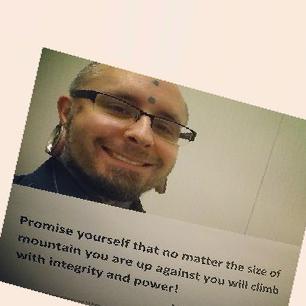 Promise yourself that no matter the size of
mountain you are up against you will climb
with integrity and power!